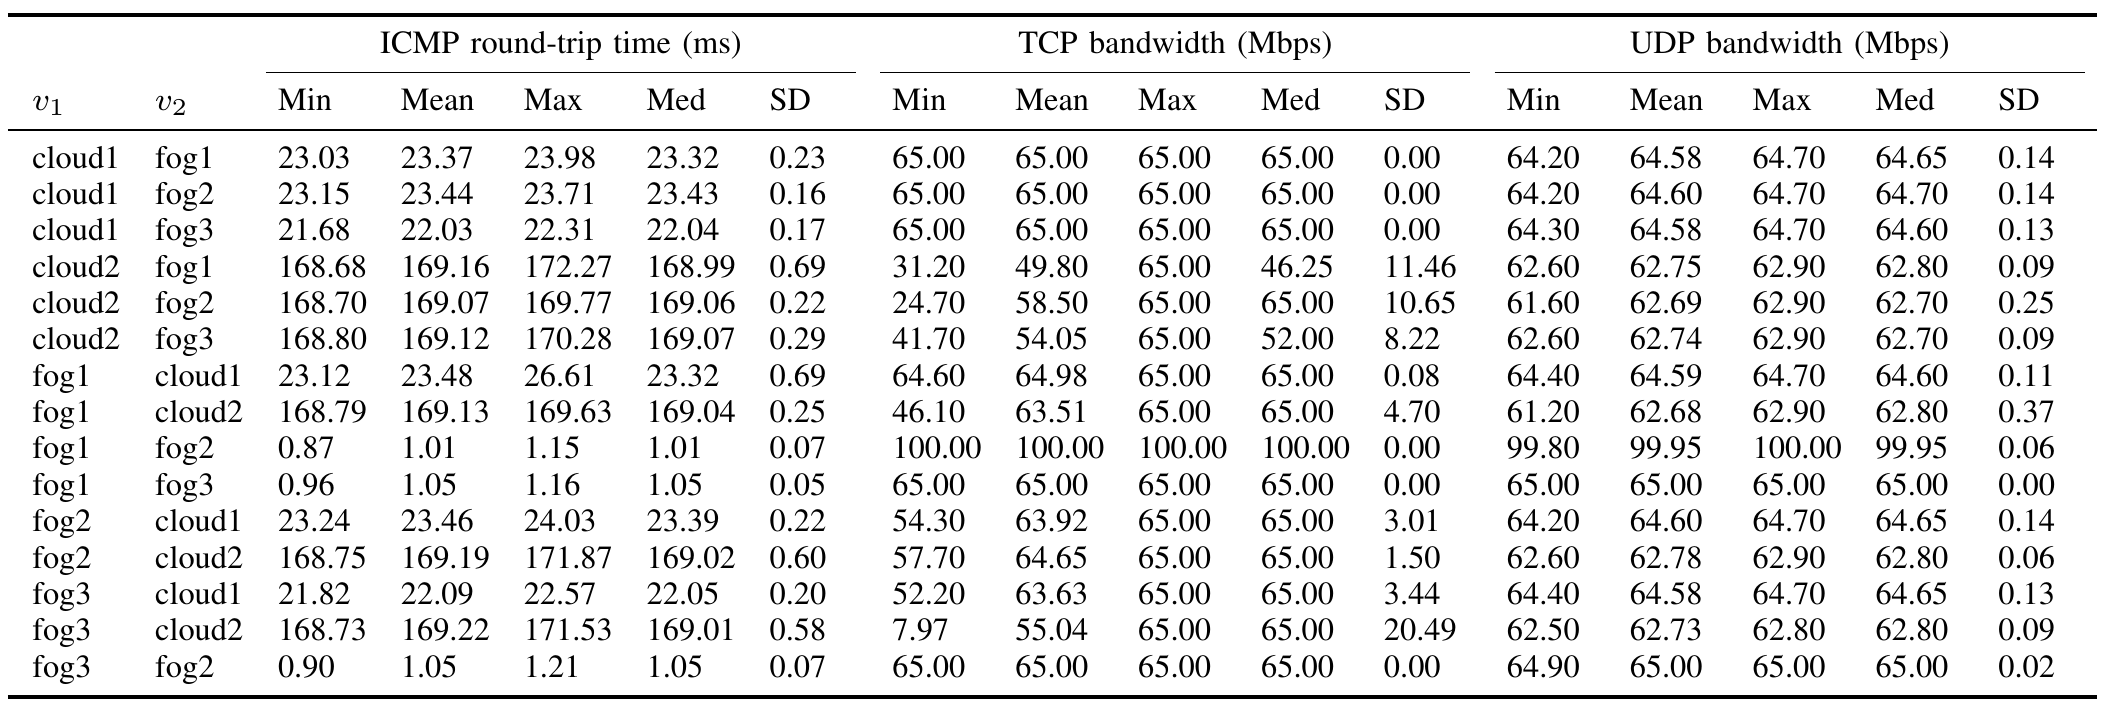 ICMP round-trip time (ms) TCP bandwidth (Mbps) UDP bandwidth (Mbps)
v₁ v₂ Min Mean Max Med SD Min Mean Max Med SD Min Mean Max Med SD
cloud1 fog1 23.03 23.37 23.98 23.32 0.23 65.00 65.00 65.00 65.00 0.00 64.20 64.58 64.70 64.65 0.14
cloud1 fog2 23.15 23.44 23.71 23.43 0.16 65.00 65.00 65.00 65.00 0.00 64.20 64.60 64.70 64.70 0.14
cloud1 fog3 21.68 22.03 22.31 22.04 0.17 65.00 65.00 65.00 65.00 0.00 64.30 64.58 64.70 64.60 0.13
cloud2 fog1 168.68 169.16 172.27 168.99 0.69 31.20 49.80 65.00 46.25 11.46 62.60 62.75 62.90 62.80 0.09
cloud2 fog2 168.70 169.07 169.77 169.06 0.22 24.70 58.50 65.00 65.00 10.65 61.60 62.69 62.90 62.70 0.25
cloud2 fog3 168.80 169.12 170.28 169.07 0.29 41.70 54.05 65.00 52.00 8.22 62.60 62.74 62.90 62.70 0.09
fog1 cloud1 23.12 23.48 26.61 23.32 0.69 64.60 64.98 65.00 65.00 0.08 64.40 64.59 64.70 64.60 0.11
fog1 cloud2 168.79 169.13 169.63 169.04 0.25 46.10 63.51 65.00 65.00 4.70 61.20 62.68 62.90 62.80 0.37
fog1 fog2 0.87 1.01 1.15 1.01 0.07 100.00 100.00 100.00 100.00 0.00 99.80 99.95 100.00 99.95 0.06
fog1 fog3 0.96 1.05 1.16 1.05 0.05 65.00 65.00 65.00 65.00 0.00 65.00 65.00 65.00 65.00 0.00
fog2 cloud1 23.24 23.46 24.03 23.39 0.22 54.30 63.92 65.00 65.00 3.01 64.20 64.60 64.70 64.65 0.14
fog2 cloud2 168.75 169.19 171.87 169.02 0.60 57.70 64.65 65.00 65.00 1.50 62.60 62.78 62.90 62.80 0.06
fog3 cloud1 21.82 22.09 22.57 22.05 0.20 52.20 63.63 65.00 65.00 3.44 64.40 64.58 64.70 64.65 0.13
fog3 cloud2 168.73 169.22 171.53 169.01 0.58 7.97 55.04 65.00 65.00 20.49 62.50 62.73 62.80 62.80 0.09
fog3 fog2 0.90 1.05 1.21 1.05 0.07 65.00 65.00 65.00 65.00 0.00 64.90 65.00 65.00 65.00 0.02